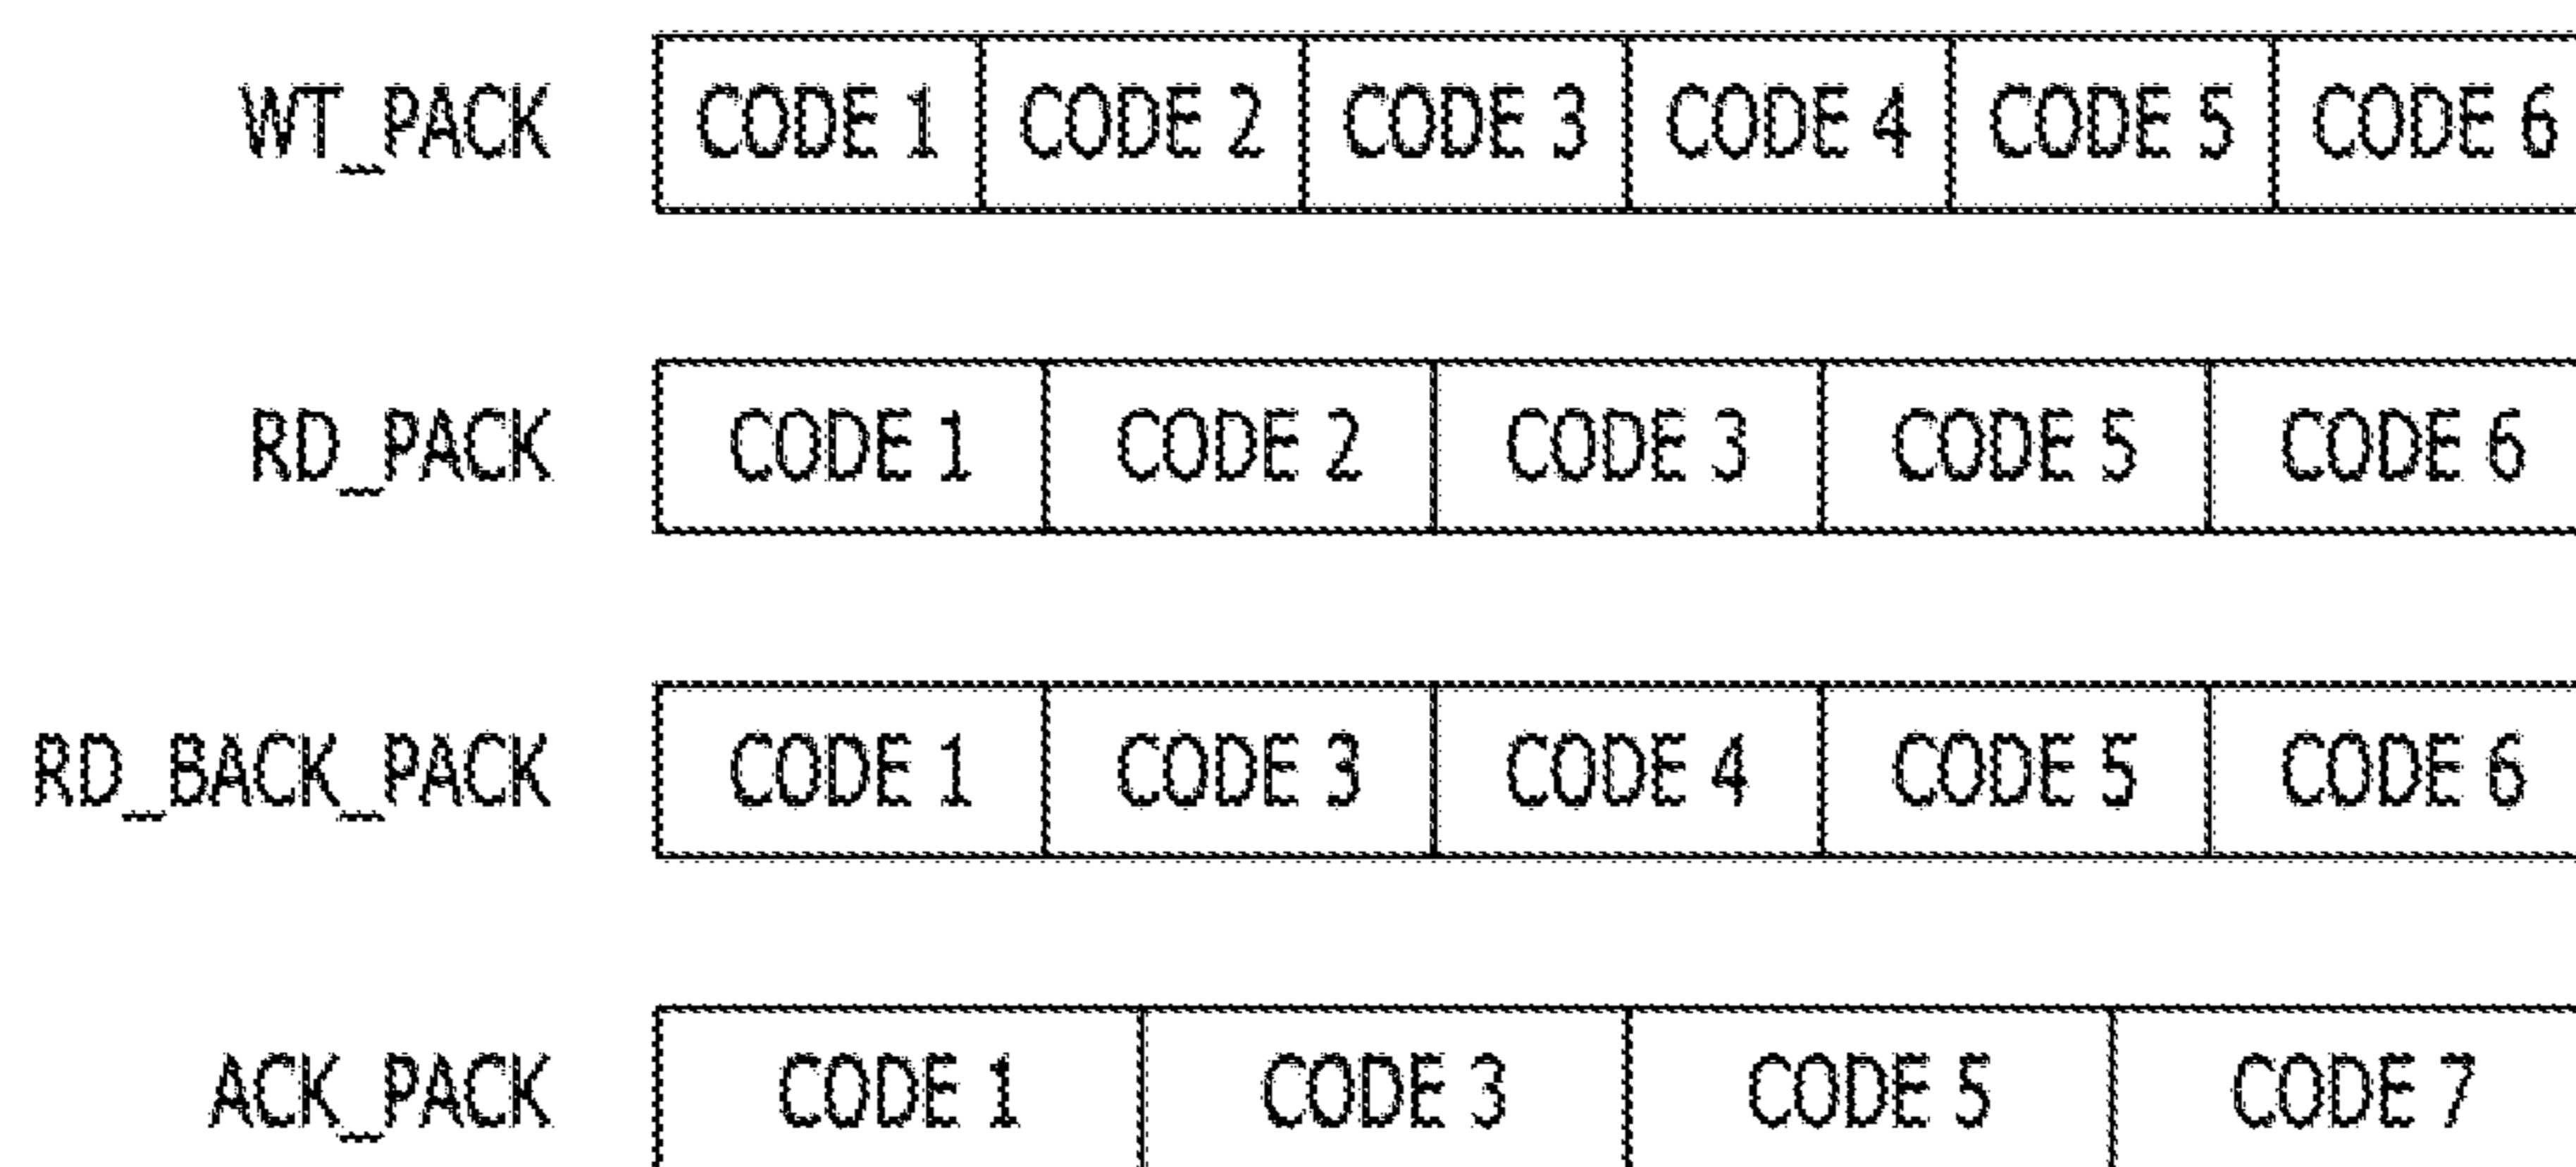 WT_PACK CODE 1 CODE 2 CODE 3 CODE 4 CODE 5 CODE 6
RD_PACK CODE 1 CODE 2 CODE 3 CODE 5 CODE 6
RD_BACK_PACK CODE 1 CODE 3 CODE 4 CODE 5 CODE 6
ACK_PACK CODE 1 CODE 3 CODE 5 CODE 7